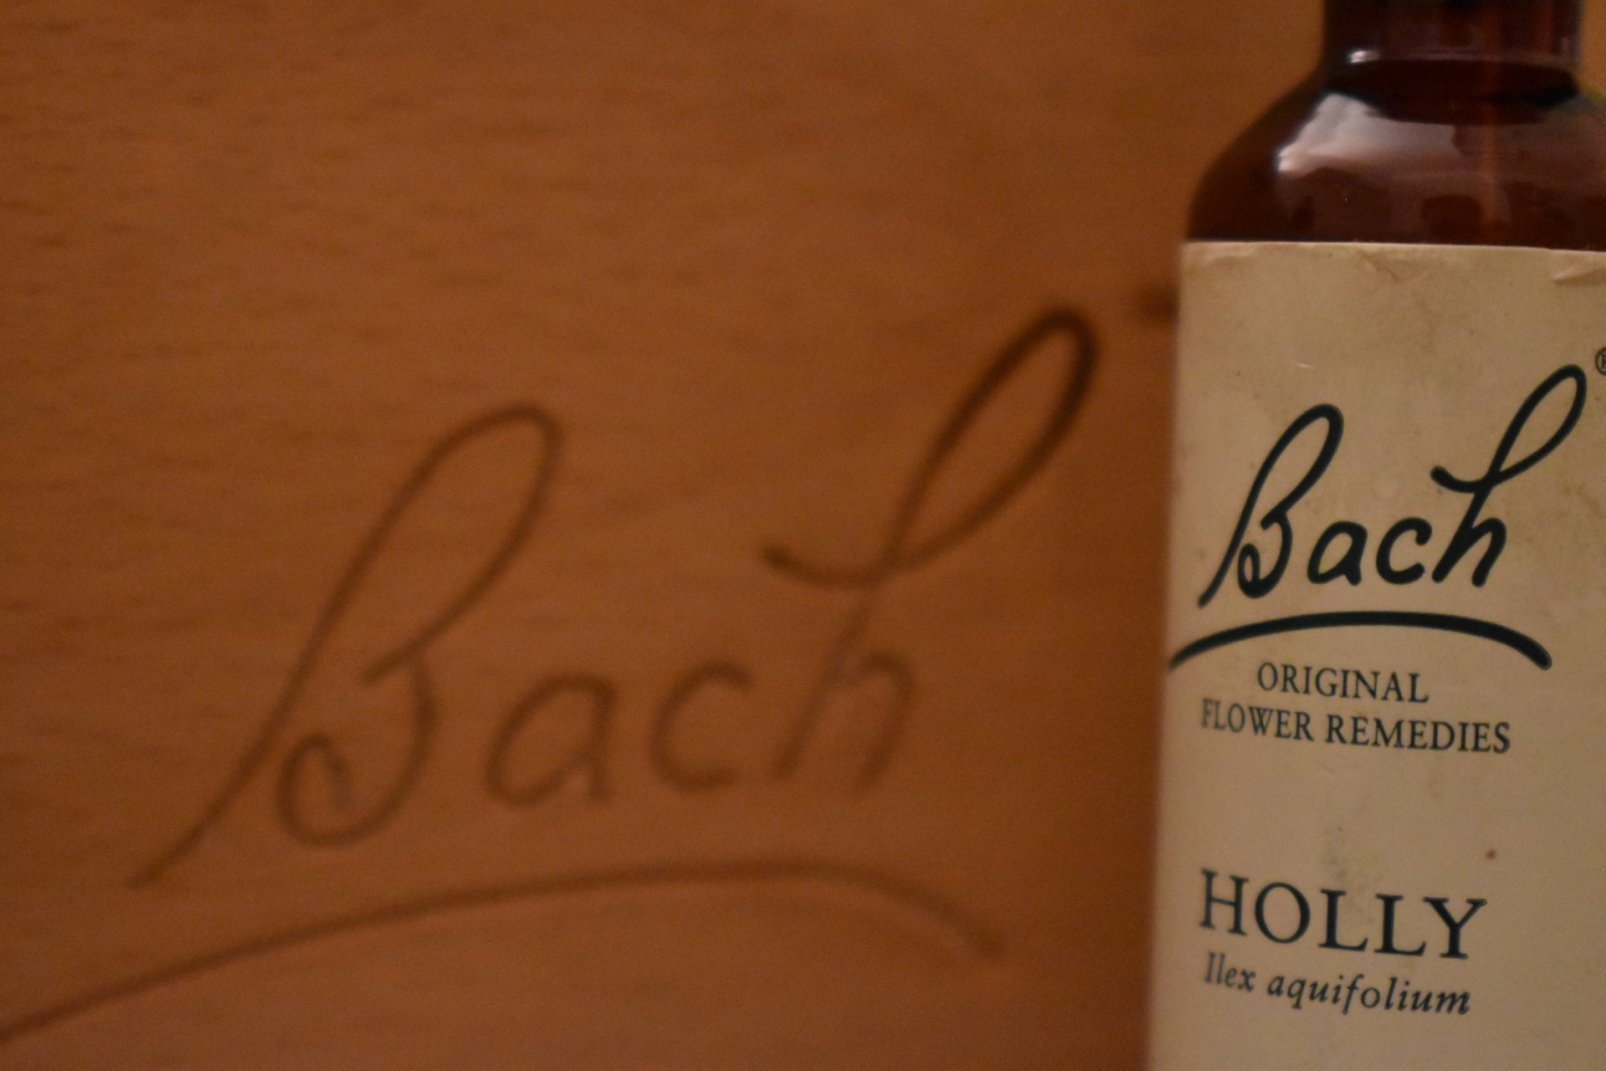 Bach
Bach®
ORIGINAL
FLOWER REMEDIES
HOLLY
Ilex aquifolium